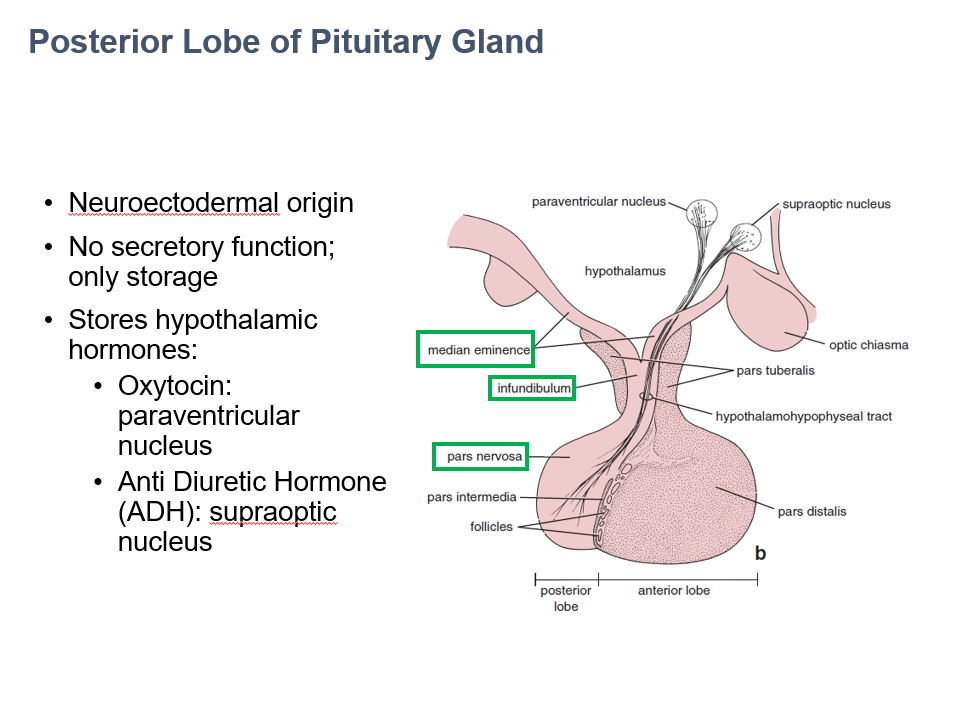 Posterior Lobe of Pituitary Gland
• Neuroectodermal origin
• No secretory function;
only storage
• Stores hypothalamic
hormones:
• Oxytocin:
paraventricular
nucleus
• Anti Diuretic Hormone
(ADH): supraoptic
nucleus
paraventricular nucleus
supraoptic nucleus
hypothalamus
optic chiasma
median eminence
pars tuberalis
infundibulum
hypothalamohypophyseal tract
pars nervosa
pars intermedia
pars distalis
follicles
b
posterior
lobe
anterior lobe